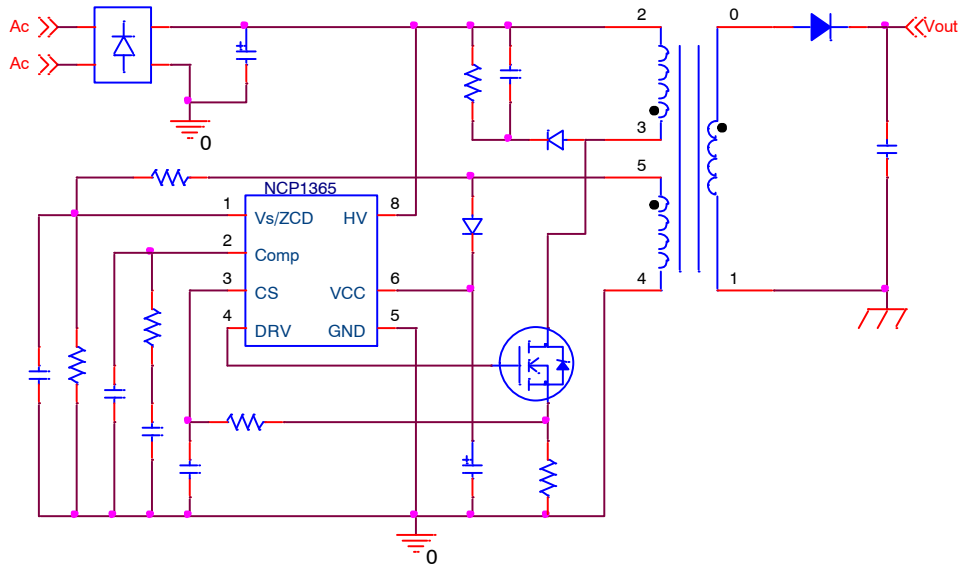 Ac
2
0
Vout
Ac
3
0
5
NCP1365
1
Vs/ZCD
HV
8
2
Comp
3
CS
VCC
6
4
1
4
DRV
GND
5
0